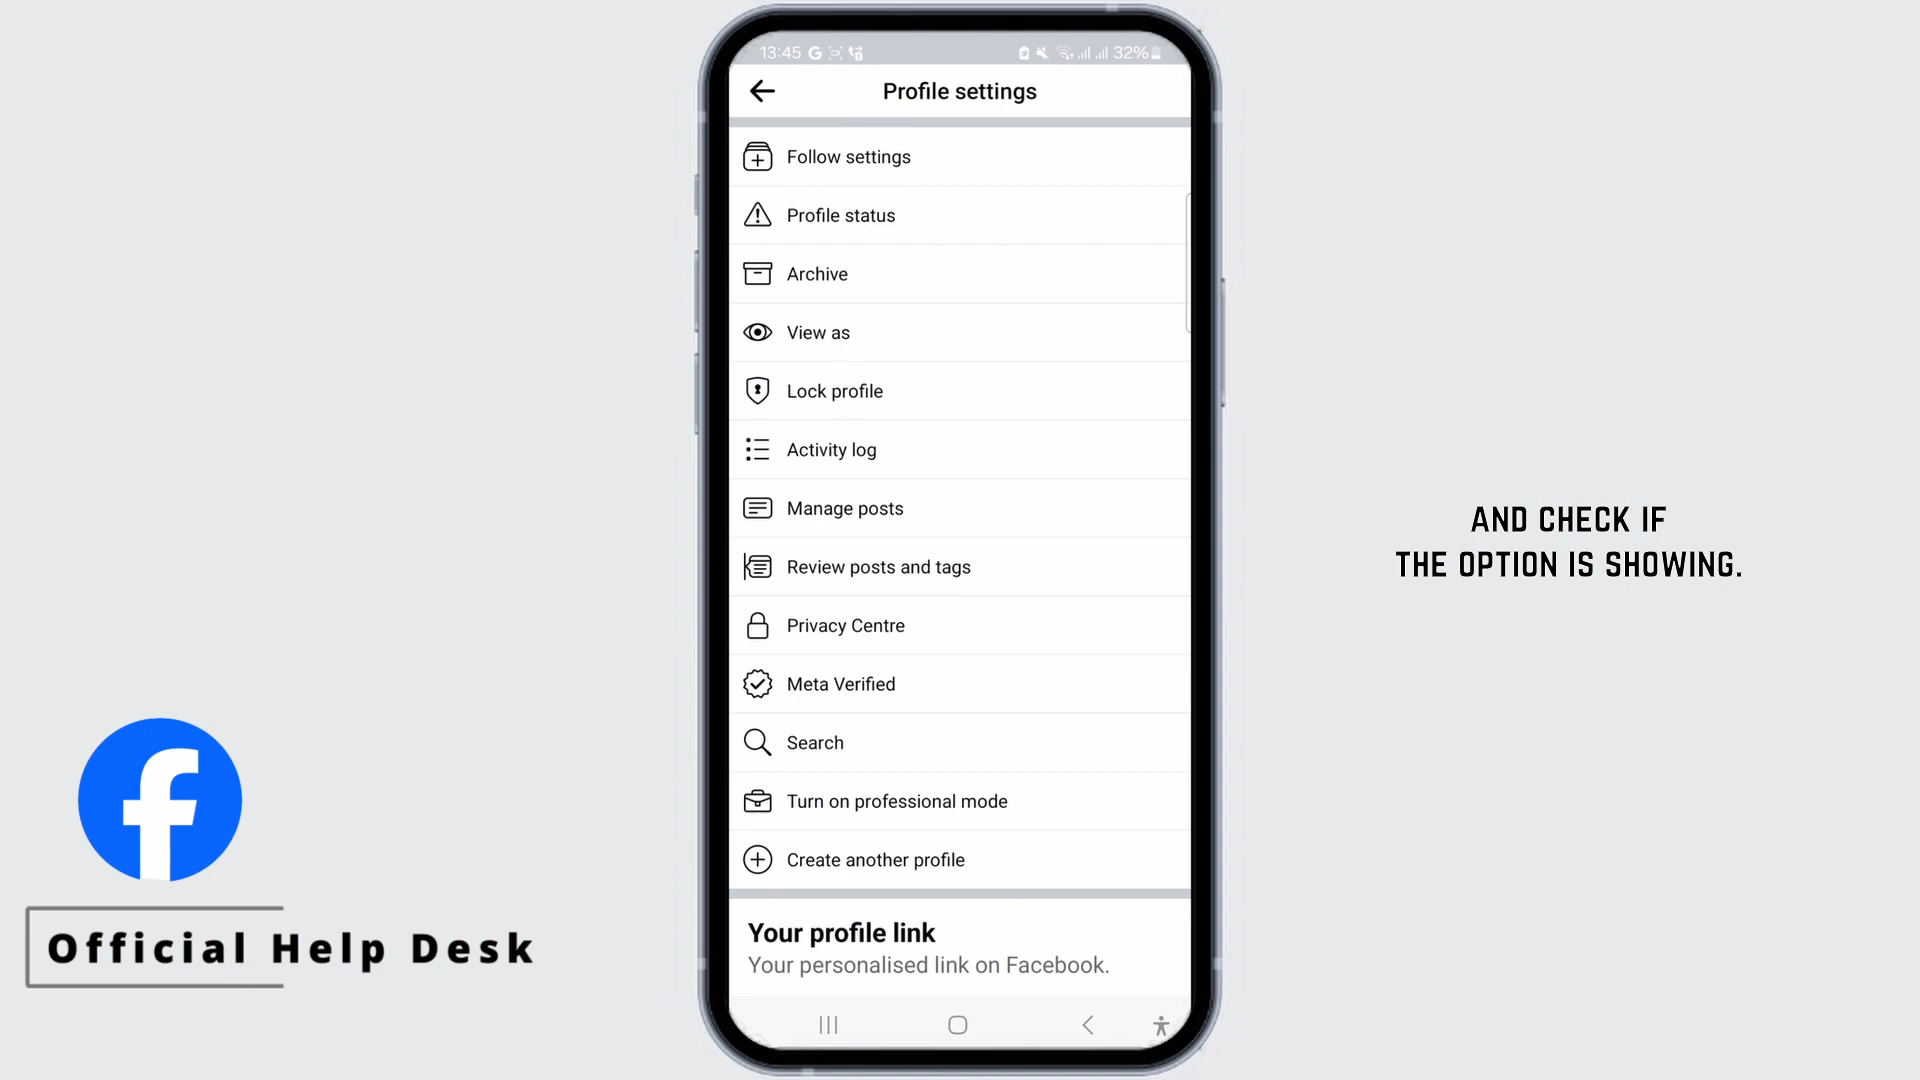 13:45
32%
Profile settings
Follow settings
Profile status
Archive
View as
Lock profile
Activity log
Manage posts
Review posts and tags
Privacy Centre
Meta Verified
Search
Turn on professional mode
Create another profile
Your profile link
Your personalised link on Facebook.
AND CHECK IF
THE OPTION IS SHOWING.
Official Help Desk